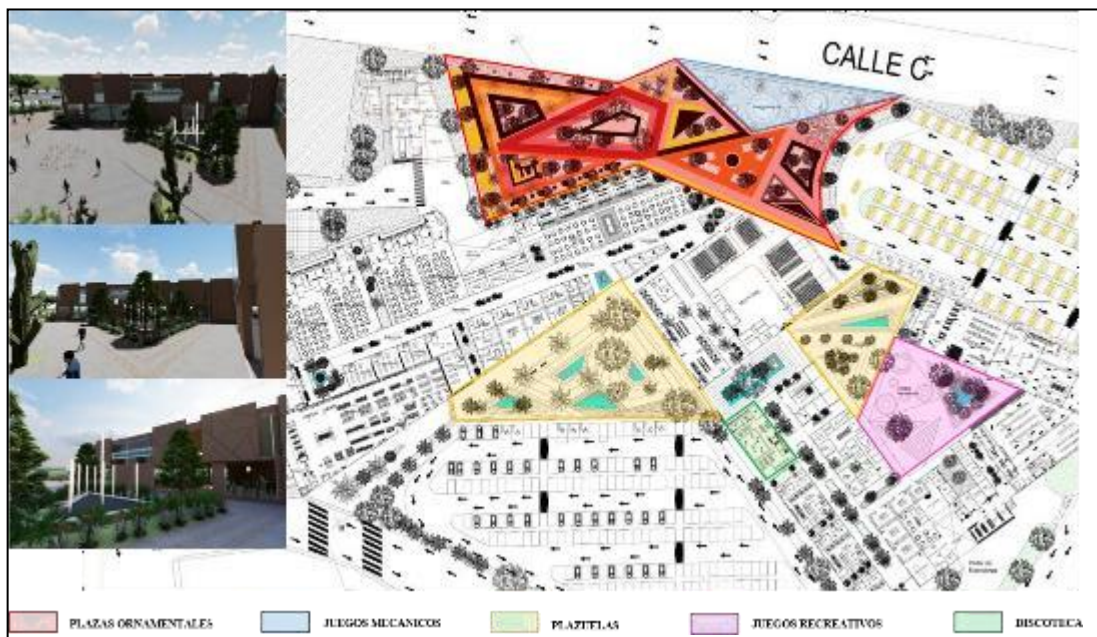 CALLE C-
PLAZAS ORNAMENTALES
JUEGOS MECANICOS
PLAZUELAS
JUEGOS RECREATIVOS
DISCOTECA